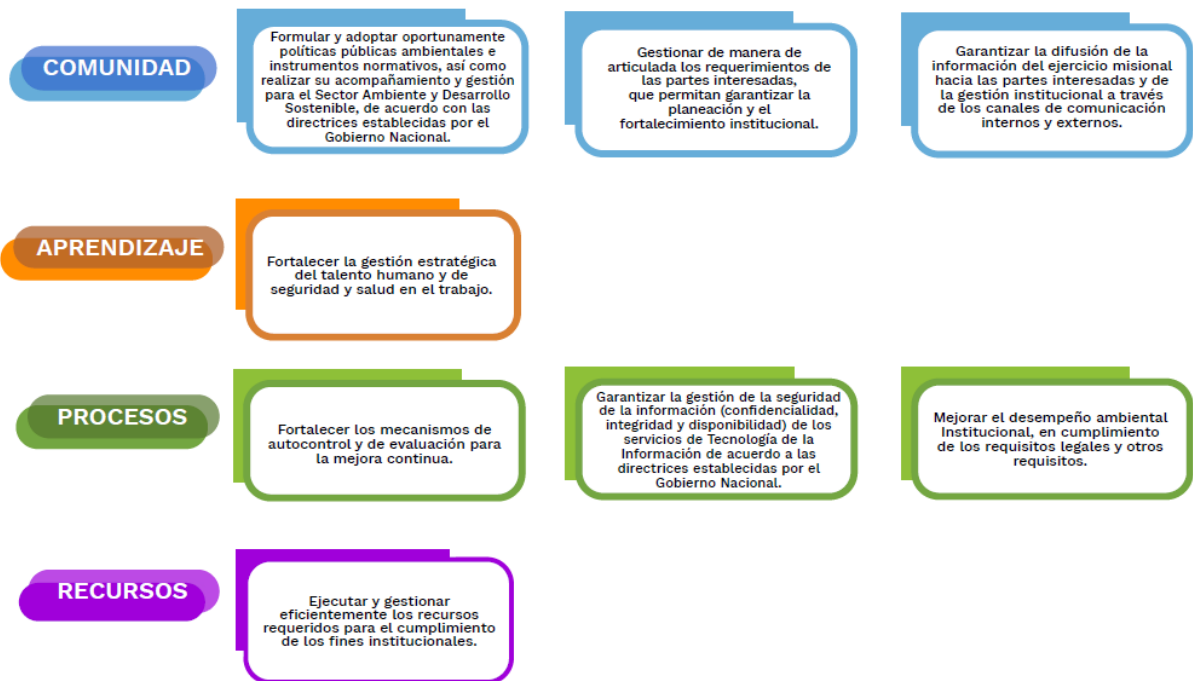 COMUNIDAD
Formular y adoptar oportunamente
políticas públicas ambientales e
instrumentos normativos, así como
realizar su acompañamiento y gestión
para el Sector Ambiente y Desarrollo
Sostenible, de acuerdo con las
directrices establecidas por el
Gobierno Nacional.
Gestionar de manera de
articulada los requerimientos de
las partes interesadas,
que permitan garantizar la
planeación y el
fortalecimiento institucional.
Garantizar la difusión de la
información del ejercicio misional
hacia las partes interesadas y de
la gestión institucional a través
de los canales de comunicación
internos y externos.
APRENDIZAJE
Fortalecer la gestión estratégica
del talento humano y de
seguridad y salud en el trabajo.
PROCESOS
Fortalecer los mecanismos de
autocontrol y de evaluación para
la mejora continua.
Garantizar la gestión de la seguridad
de la información (confidencialidad,
integridad y disponibilidad) de los
servicios de Tecnología de la
Información de acuerdo a las
directrices establecidas por el
Gobierno Nacional.
Mejorar el desempeño ambiental
Institucional, en cumplimiento
de los requisitos legales y otros
requisitos.
RECURSOS
Ejecutar y gestionar
eficientemente los recursos
requeridos para el cumplimiento
de los fines institucionales.